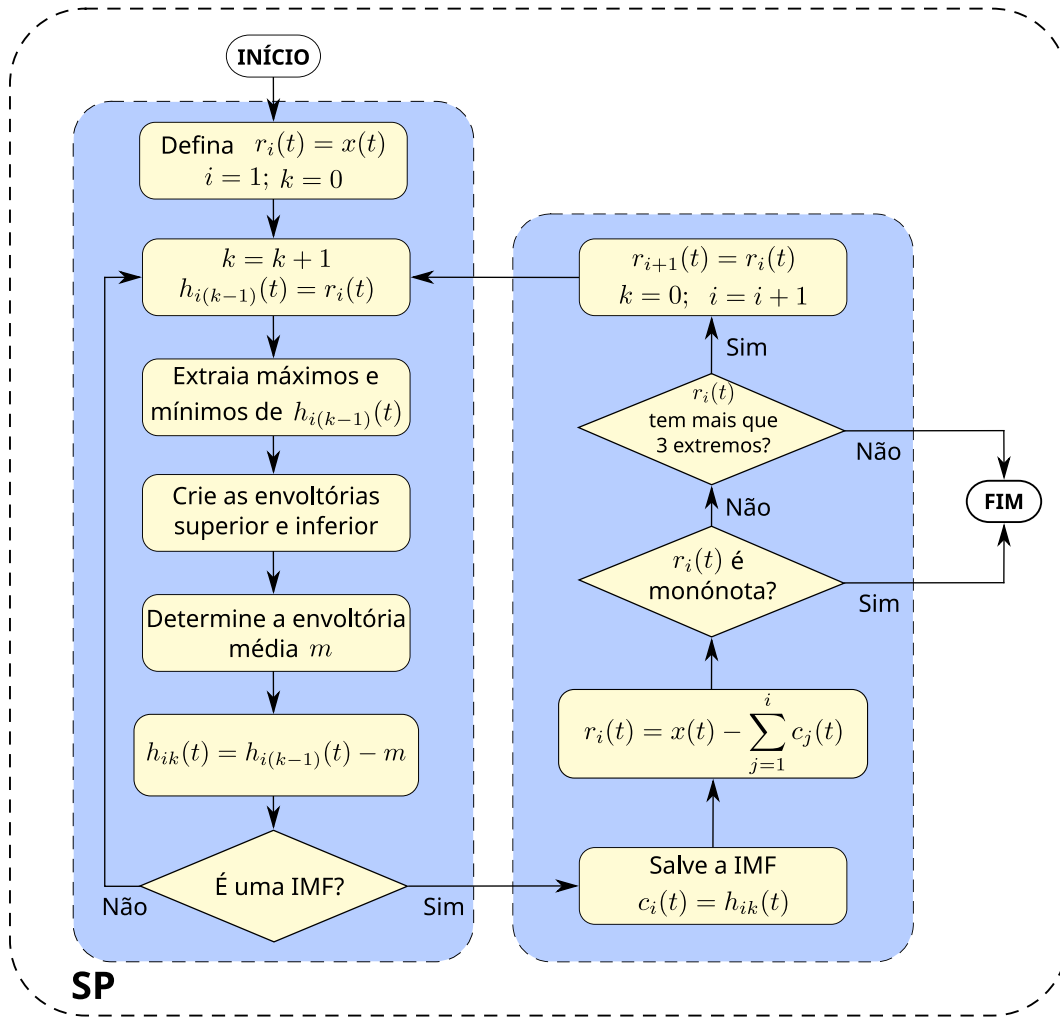 INÍCIO
Defina r_i(t) = x(t)
i = 1; k = 0
k = k + 1
h_{i(k−1)}(t) = r_i(t)
Extraia máximos e
mínimos de h_{i(k−1)}(t)
Crie as envoltórias
superior e inferior
Determine a envoltória
média m
h_{ik}(t) = h_{i(k−1)}(t) − m
É uma IMF?
Não
Sim
Salve a IMF
c_i(t) = h_{ik}(t)
r_i(t) = x(t) − \sum_{j=1}^{i} c_j(t)
r_i(t) é
monónota?
Sim
Não
r_i(t)
tem mais que
3 extremos?
Não
Sim
r_{i+1}(t) = r_i(t)
k = 0; i = i + 1
FIM
SP